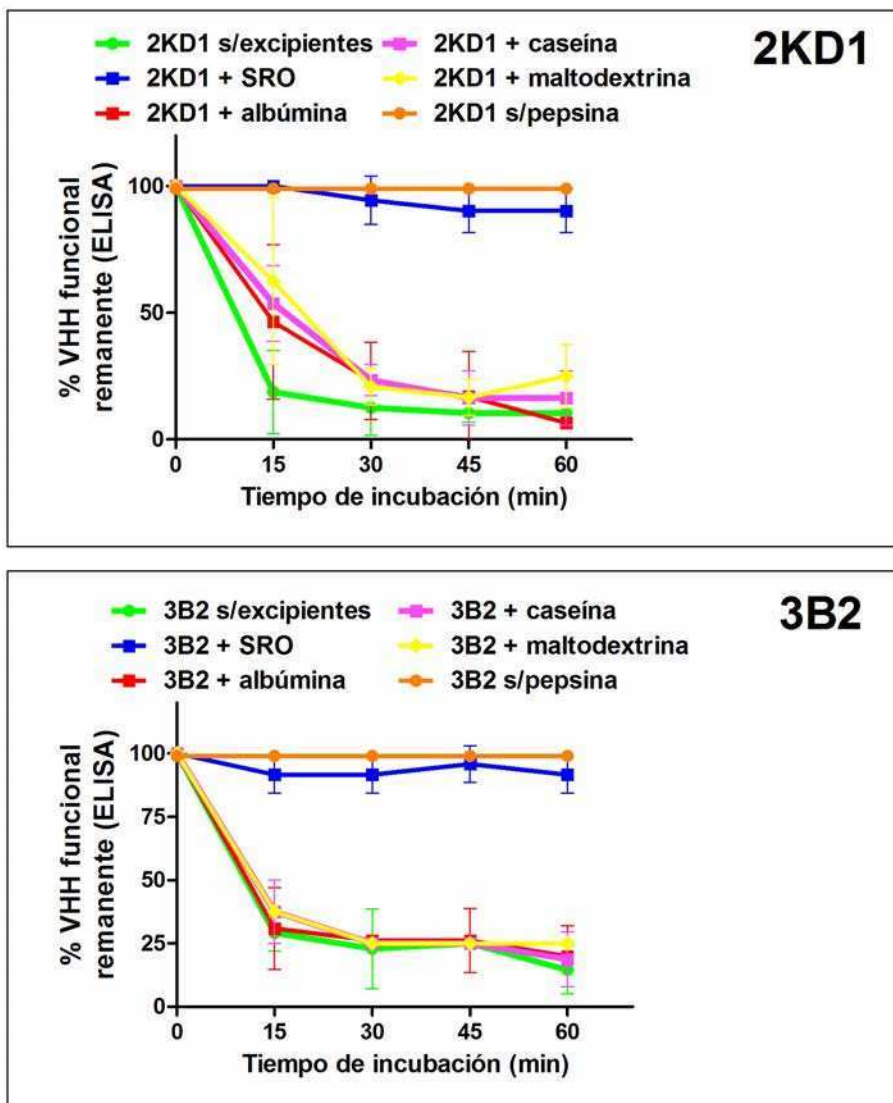 2KD1
2KD1 s/excipientes 2KD1 + caseína
2KD1 + SRO 2KD1 + maltodextrina
2KD1 + albúmina 2KD1 s/pepsina
% VHH funcional
remanente (ELISA)
100
50
0
0 15 30 45 60
Tiempo de incubación (min)
3B2
3B2 s/excipientes 3B2 + caseína
3B2 + SRO 3B2 + maltodextrina
3B2 + albúmina 3B2 s/pepsina
% VHH funcional
remanente (ELISA)
100
75
50
25
0
0 15 30 45 60
Tiempo de incubación (min)